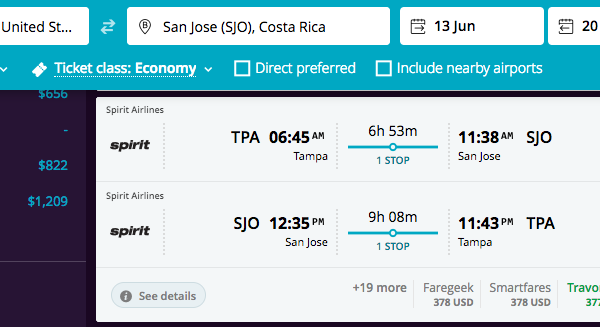 United St...
San Jose (SJO), Costa Rica
13 Jun
20
Ticket class: Economy
Direct preferred
Include nearby airports
$656
-
$822
$1,209
Spirit Airlines
spirit
TPA 06:45 AM
Tampa
6h 53m
1 STOP
11:38 AM SJO
San Jose
Spirit Airlines
spirit
SJO 12:35 PM
San Jose
9h 08m
1 STOP
11:43 PM TPA
Tampa
See details
+19 more
Faregeek
378 USD
Smartfares
378 USD
Travo
377